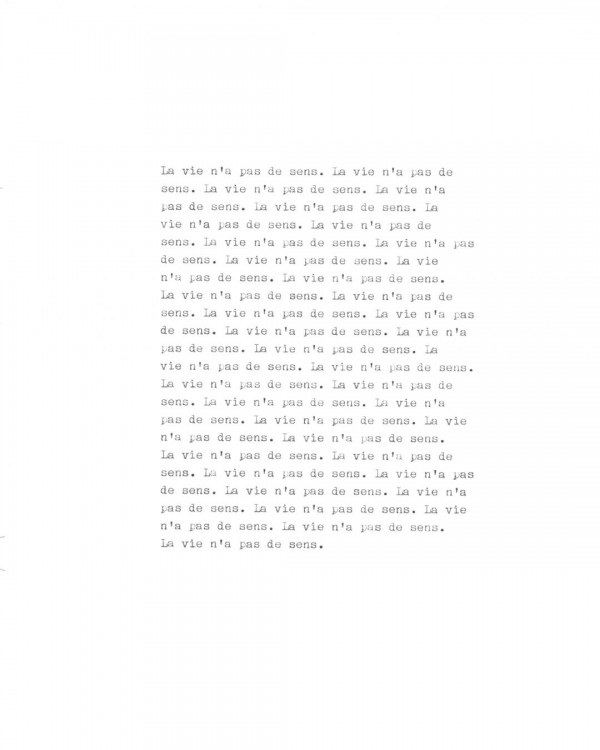 La vie n'a pas de sens. La vie n'a pas de
sens. La vie n'a pas de sens. La vie n'a
pas de sens. La vie n'a pas de sens. La
vie n'a pas de sens. La vie n'a pas de
sens. La vie n'a pas de sens. La vie n'a pas
de sens. La vie n'a pas de sens. La vie
n'a pas de sens. La vie n'a pas de sens.
La vie n'a pas de sens. La vie n'a pas de
sens. La vie n'a pas de sens. La vie n'a pas
de sens. La vie n'a pas de sens. La vie n'a
pas de sens. La vie n'a pas de sens. La
vie n'a pas de sens. La vie n'a pas de sens.
La vie n'a pas de sens. La vie n'a pas de
sens. La vie n'a pas de sens. La vie n'a
pas de sens. La vie n'a pas de sens. La vie
n'a pas de sens. La vie n'a pas de sens.
La vie n'a pas de sens. La vie n'a pas de
sens. La vie n'a pas de sens. La vie n'a pas
de sens. La vie n'a pas de sens. La vie n'a
pas de sens. La vie n'a pas de sens. La vie
n'a pas de sens. La vie n'a pas de sens.
La vie n'a pas de sens.